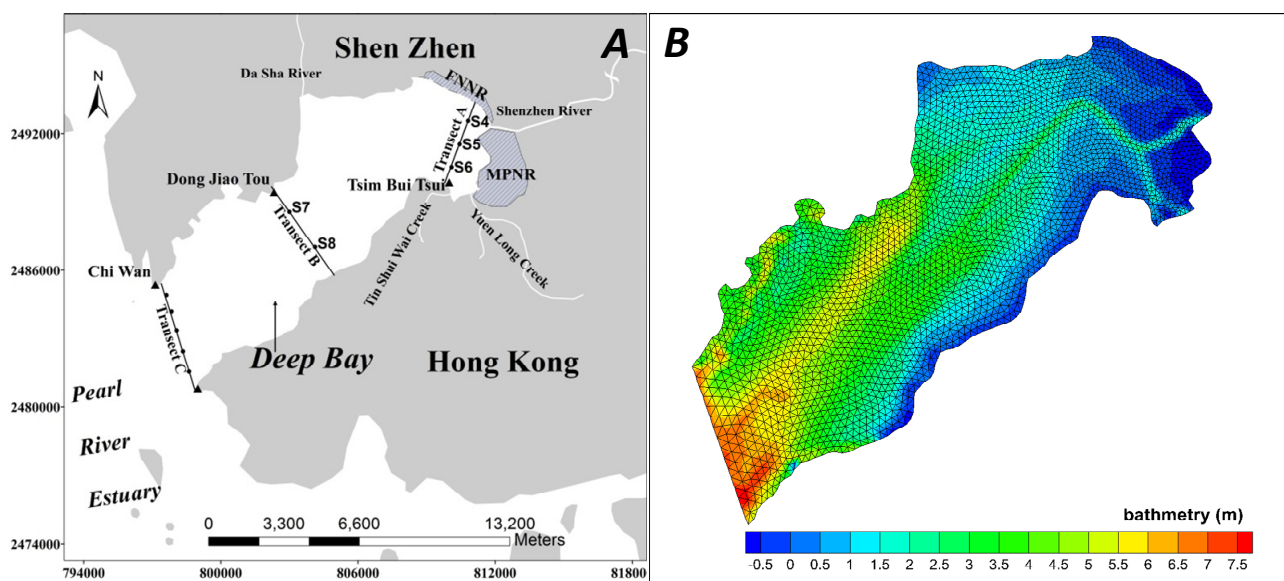 A
Shen Zhen
N
Da Sha River
FNNR
Shenzhen River
2492000
Transect A
S4
S5
S6
MPNR
Dong Jiao Tou
Tsim Bui Tsui
S7
S8
Transect B
Tin Shui Wai Creek
Yuen Long Creek
2486000
Chi Wan
Transect C
Deep Bay
Hong Kong
2480000
Pearl
River
Estuary
0 3,300 6,600 13,200
Meters
2474000
794000 800000 806000 812000 81800
B
bathmetry (m)
-0.5 0 0.5 1 1.5 2 2.5 3 3.5 4 4.5 5 5.5 6 6.5 7 7.5